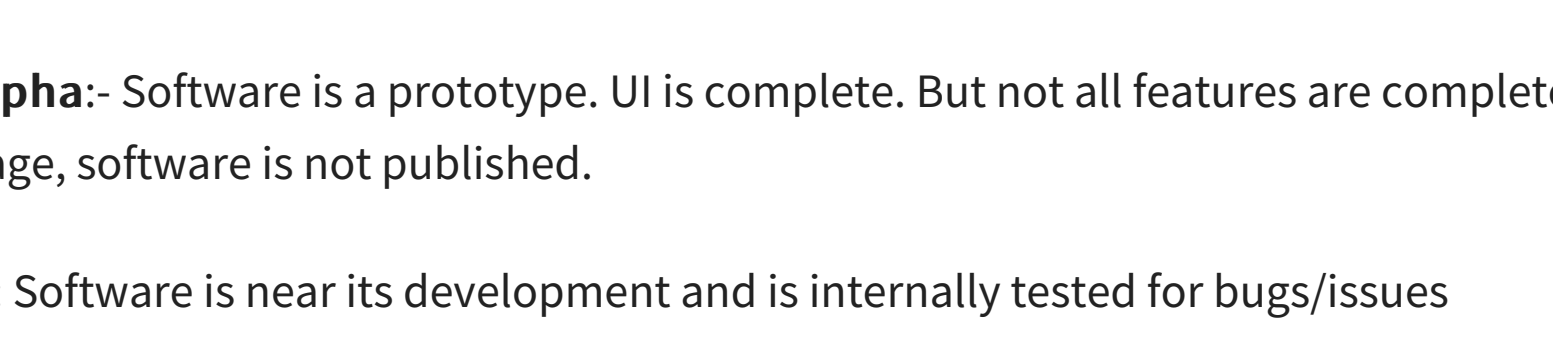 pha:- Software is a prototype. UI is complete. But not all features are complet
ge, software is not published.
Software is near its development and is internally tested for bugs/issues